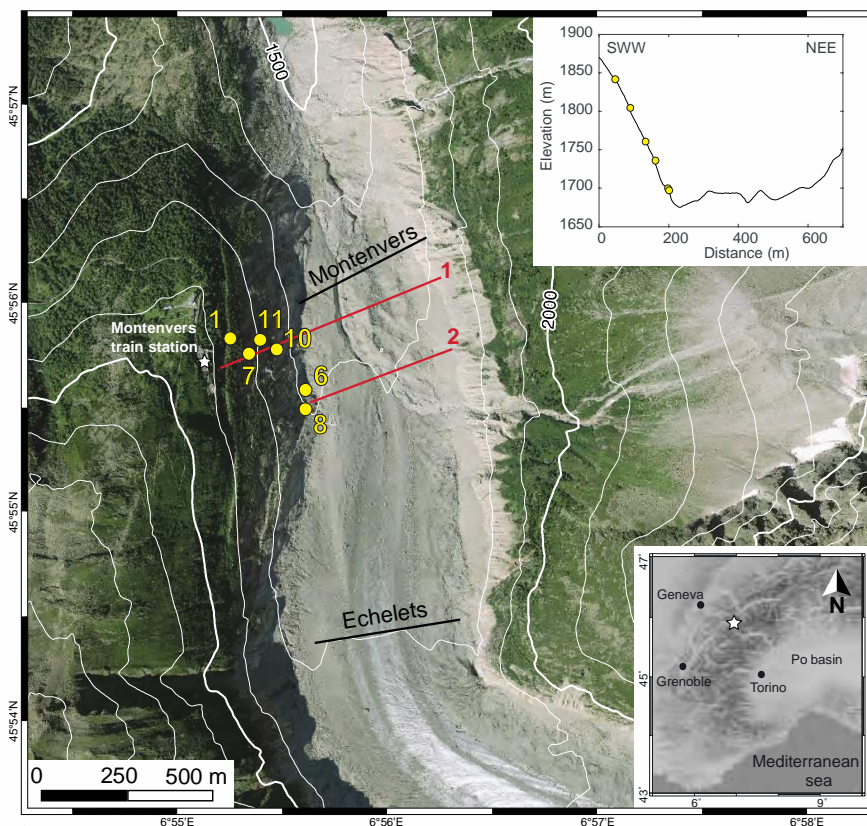 1500
45°57'N
45°56'N
45°55'N
45°54'N
Montenvers
1
2
2000
Montenvers
train station
1
11
10
7
6
8
Echelets
0 250 500 m
6°55'E
6°56'E
6°57'E
6°58'E
1900
1850
1800
1750
1700
1650
Elevation (m)
SWW NEE
0 200 400 600
Distance (m)
47°
45°
43°
6° 9°
N
Geneva
Grenoble
Torino
Po basin
Mediterranean
sea